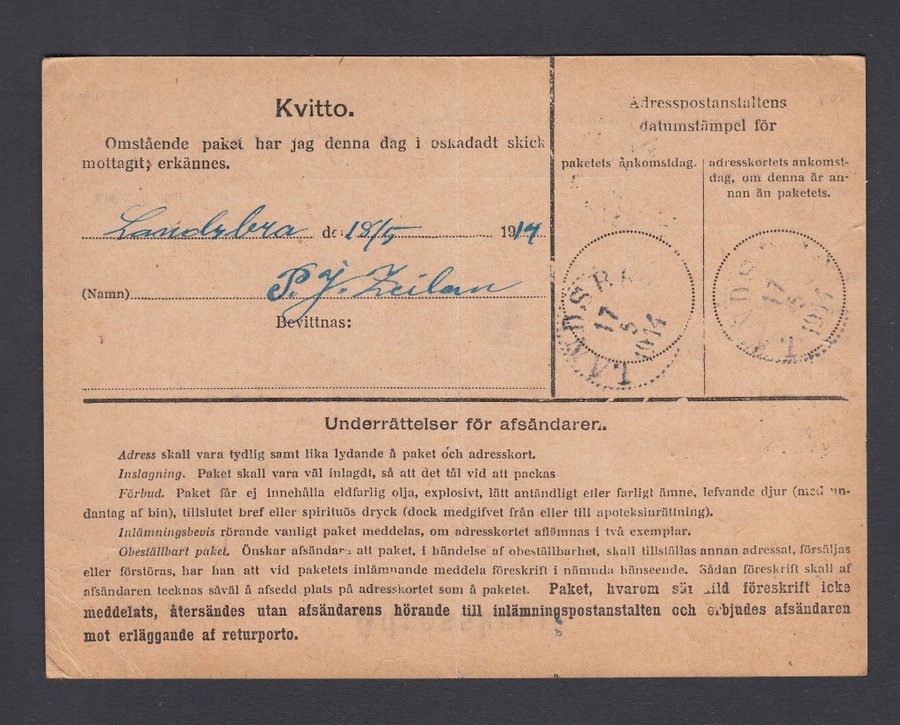 Kvitto.
Omstående paket har jag denna dag i oskadadt skick
mottagit; erkännes.
Landsbra de 18/5 1914
(Namn) P. J. Zeilon
Bevittnas:
Adresspostanstaltens
datumstämpel för
pakets ankomstdag.
adresskortets ankomst-
dag, om denna är an-
nan än paketets.
LANDSBRO
17
5
1914
LANDSBRO
17
5
1914
Underrättelser för afsändaren.
Adress skall vara tydlig samt lika lydande å paket och adresskort.
Inslagning. Paket skall vara väl inlagdt, så att det tål vid att packas
Förbud. Paket får ej innehålla eldfarlig olja, explosivt, lätt antändligt eller farligt ämne, lefvande djur (med un-
dantag af bin), tillslutet bref eller spirituös dryck (dock medgifvet från eller till apoteksinrättning).
Inlämningsbevis rörande vanligt paket meddelas, om adresskortet aflämnas i två exemplar.
Obeställbart paket. Önskar afsändare att paket, i händelse af obeställbarhet, skall tillställas annan adressat, försäljas
eller förstöras, har han att vid paketets inlämnande meddela föreskrift i nämnda hänseende. Sådan föreskrift skall af
afsändaren tecknas såväl å afsedd plats på adresskortet som å paketet. Paket, hvarom särskild föreskrift icke
meddelats, återsändes utan afsändarens hörande till inlämningspostanstalten och erbjudes afsändaren
mot erläggande af returporto.